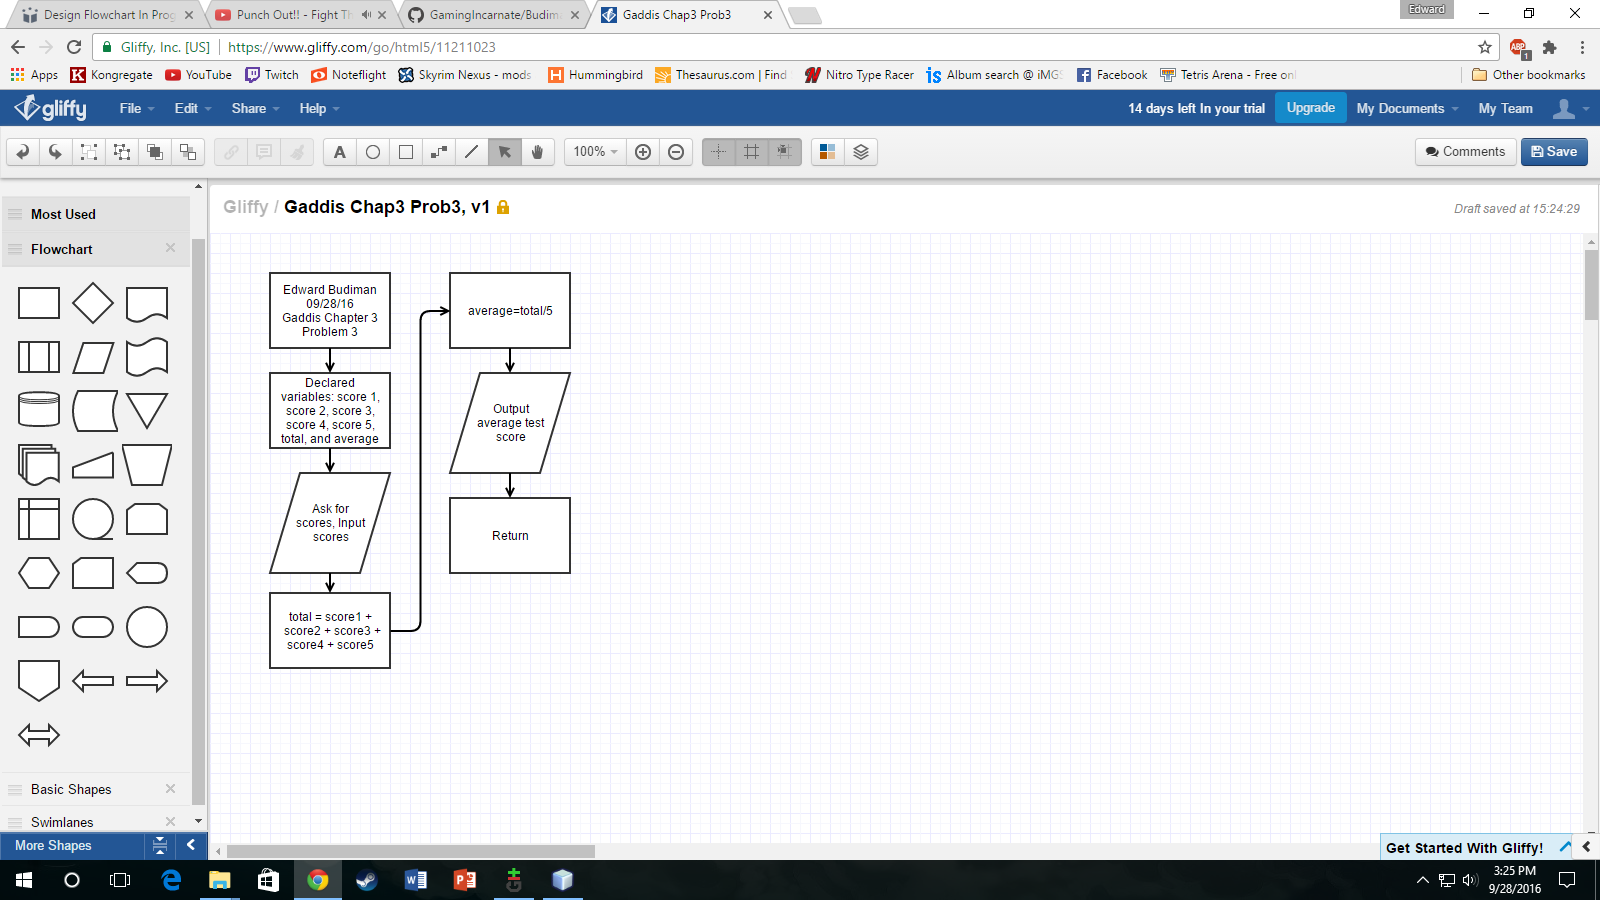 Design Flowchart In Prog
Punch Out!! - Fight Th
GamingIncarnate/Budim
Gaddis Chap3 Prob3
Edward
Gliffy, Inc. [US]
https://www.gliffy.com/go/html5/11211023
ABP
1
Apps
Kongregate
YouTube
Twitch
Noteflight
Skyrim Nexus - mods
Hummingbird
Thesaurus.com | Find
Nitro Type Racer
Album search @ iMG
Facebook
Tetris Arena - Free onl
Other bookmarks
gliffy
File
Edit
Share
Help
14 days left In your trial
Upgrade
My Documents
My Team
A
100%
Comments
Save
Most Used
Flowchart
Basic Shapes
Swimlanes
More Shapes
Gliffy / Gaddis Chap3 Prob3, v1
Draft saved at 15:24:29
Edward Budiman
09/28/16
Gaddis Chapter 3
Problem 3
Declared
variables: score 1,
score 2, score 3,
score 4, score 5,
total, and average
Ask for
scores, Input
scores
total = score1 +
score2 + score3 +
score4 + score5
average=total/5
Output
average test
score
Return
Get Started With Gliffy!
3:25 PM
9/28/2016